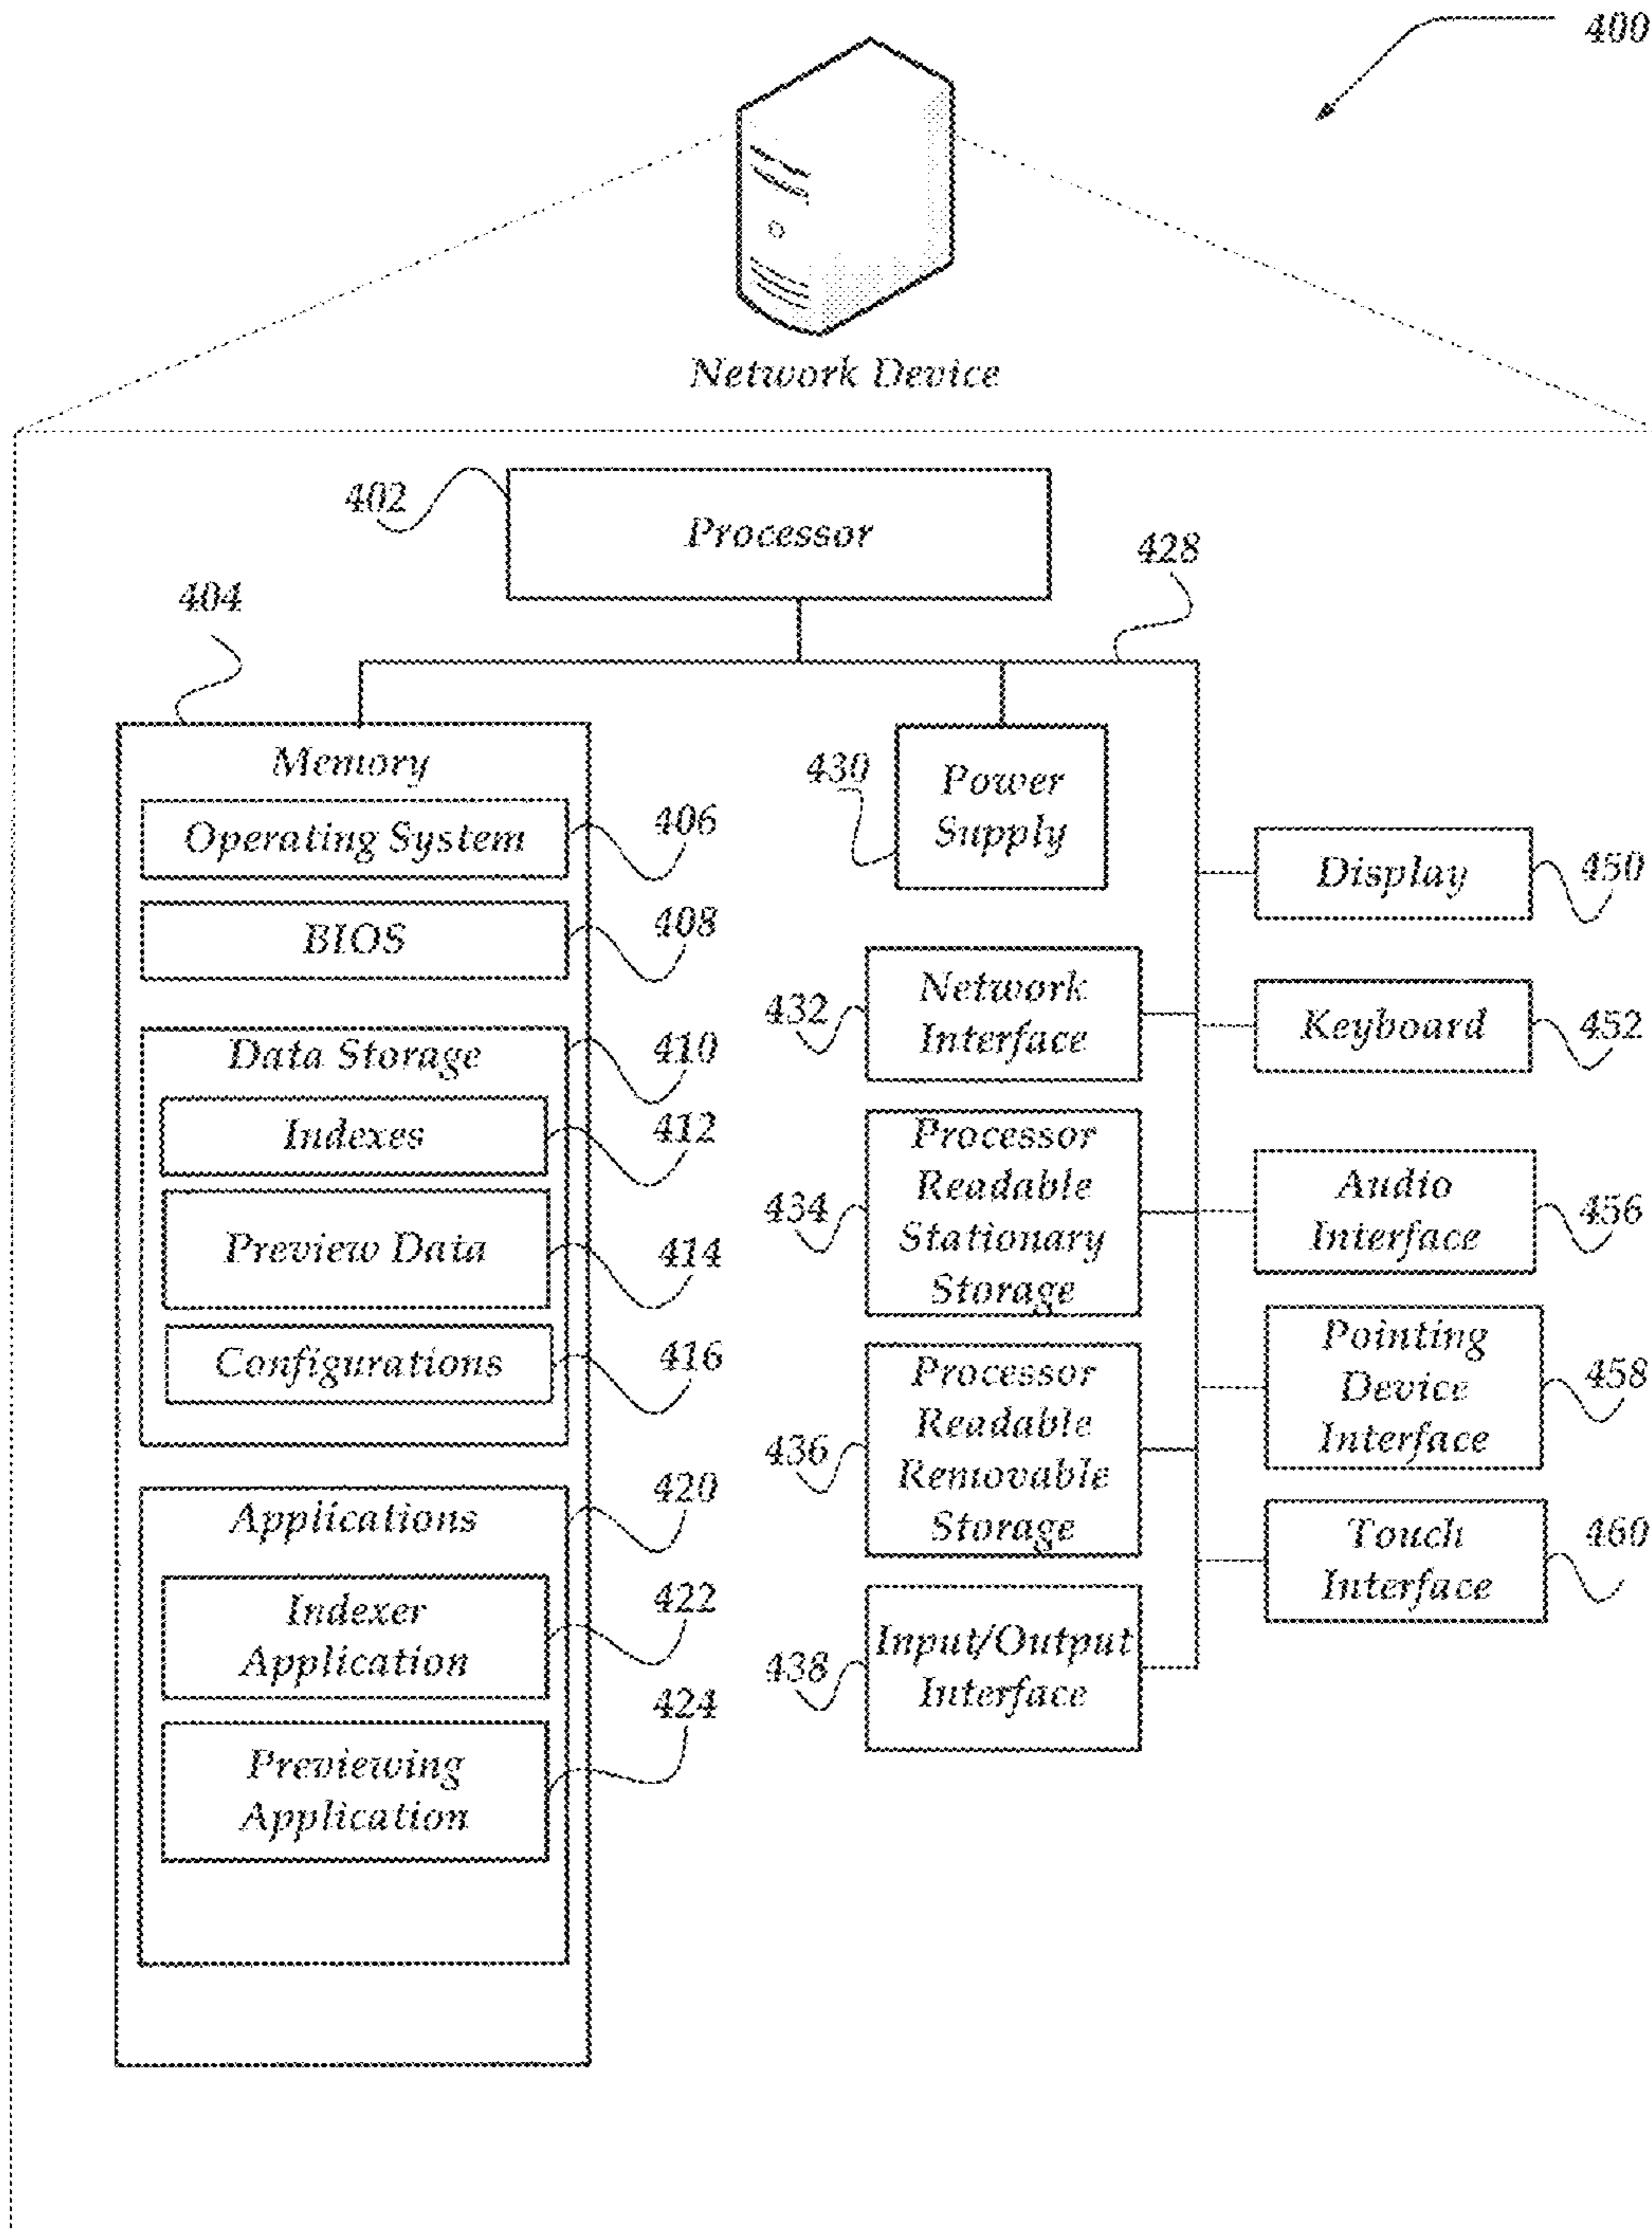 400
Network Device
402
Processor
428
404
Memory
Operating System
406
BIOS
408
Data Storage
410
Indexes
412
Preview Data
414
Configurations
416
Applications
420
Indexer
Application
422
Previewing
Application
424
430
Power
Supply
432
Network
Interface
434
Processor
Readable
Stationary
Storage
436
Processor
Readable
Removable
Storage
438
Input/Output
Interface
Display
450
Keyboard
452
Audio
Interface
456
Pointing
Device
Interface
458
Touch
Interface
460